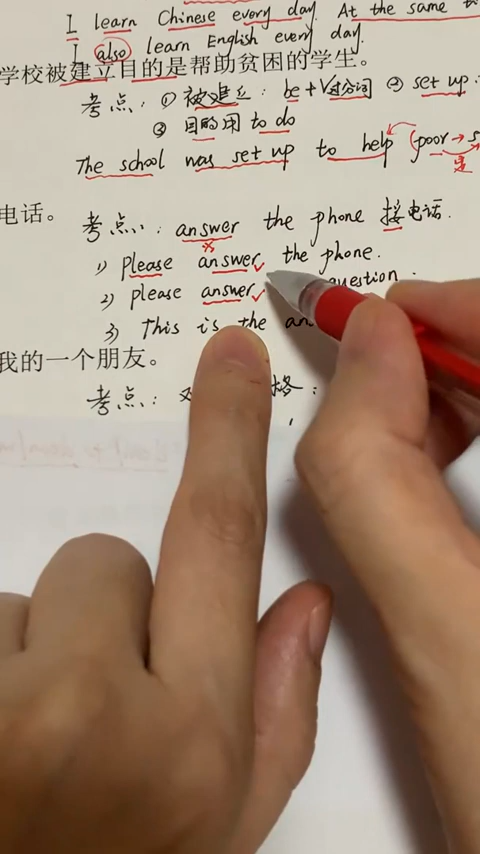 I learn Chinese every day. At the same
I also learn English every day.
学校被建立目的是帮助贫困的学生。
考点: ① 被建立: be + V过分词 ② set up.
③ 目的用 to do
The school was set up to help (poor → s
是
电话。 考点: answer the phone 接电话.
1) Please answer the phone.
2) please answer question.
3) This is the an
我的一个朋友。
考点: 格: